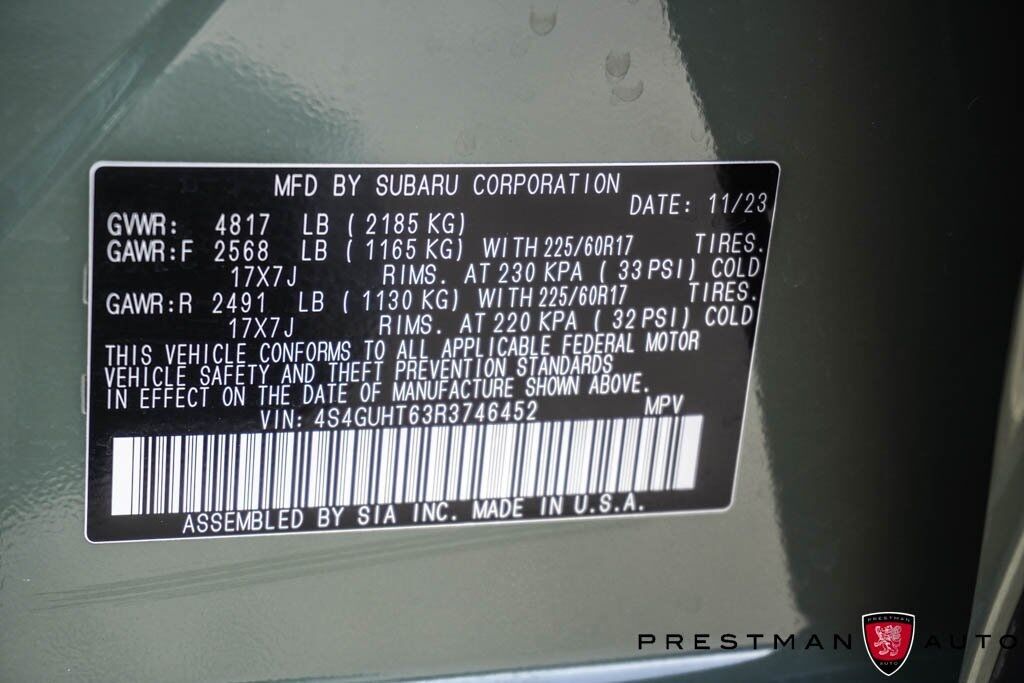 MFD BY SUBARU CORPORATION
DATE: 11/23
GVWR: 4817 LB ( 2185 KG)
GAWR:F 2568 LB ( 1165 KG) WITH 225/60R17 TIRES.
17X7J RIMS. AT 230 KPA ( 33 PSI) COLD
GAWR:R 2491 LB ( 1130 KG) WITH 225/60R17 TIRES.
17X7J RIMS. AT 220 KPA ( 32 PSI) COLD
THIS VEHICLE CONFORMS TO ALL APPLICABLE FEDERAL MOTOR
VEHICLE SAFETY AND THEFT PREVENTION STANDARDS
IN EFFECT ON THE DATE OF MANUFACTURE SHOWN ABOVE.
VIN: 4S4GUHT63R3746452 MPV
ASSEMBLED BY SIA INC. MADE IN U.S.A.
PRESTMAN AUTO
PRESTMAN
AUTO